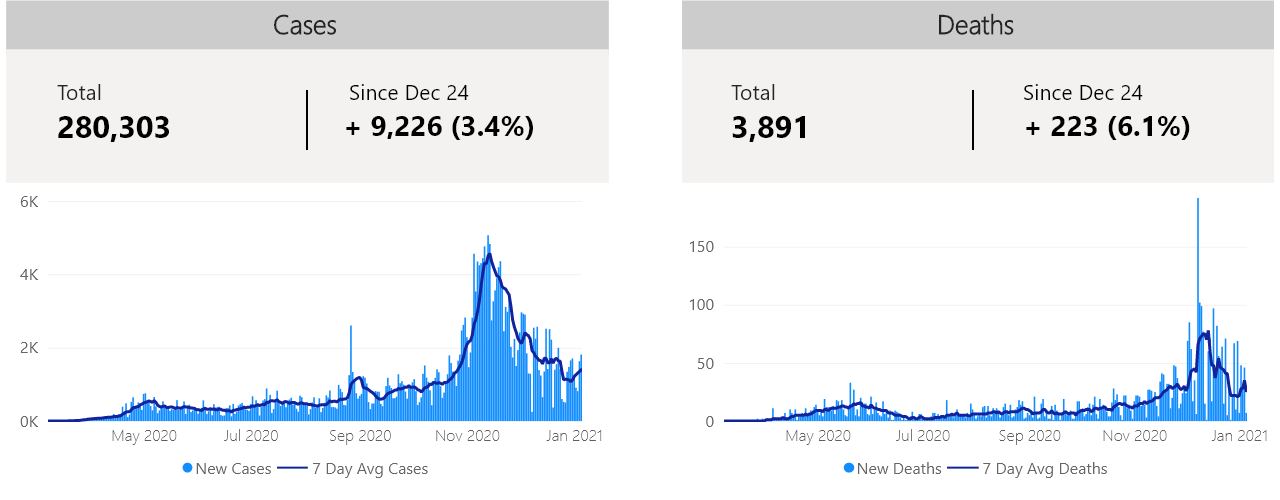 Cases
Total
Since Dec 24
280,303
+ 9,226 (3.4%)
6K
4K
2K
0K
May 2020
Jul 2020
Sep 2020
Nov 2020
Jan 2021
New Cases
7 Day Avg Cases
Deaths
Total
Since Dec 24
3,891
+ 223 (6.1%)
150
100
50
0
May 2020
Jul 2020
Sep 2020
Nov 2020
Jan 2021
New Deaths
7 Day Avg Deaths